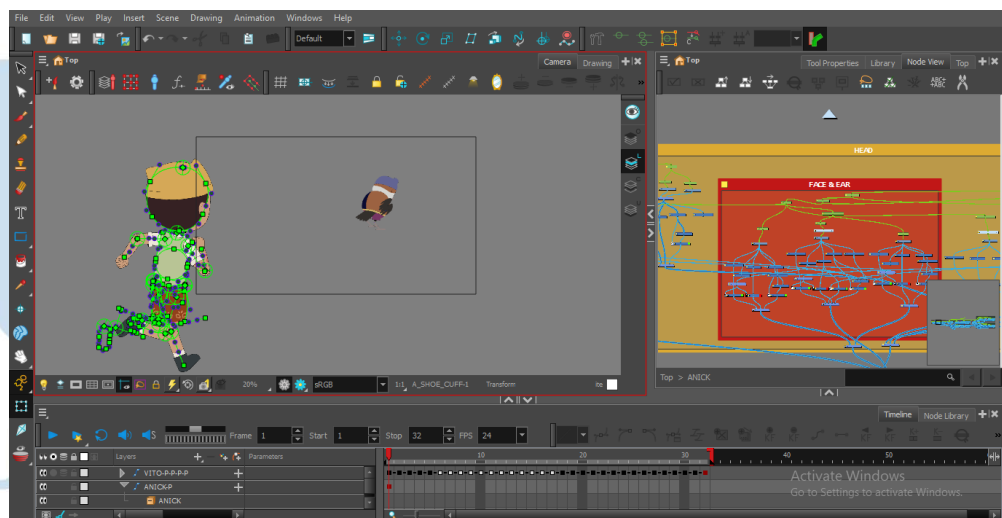 File Edit View Play Insert Scene Drawing Animation Windows Help
Default
Top Camera Drawing
Top Tool Properties Library Node View Top
HEAD
FACE & EAR
20% sRGB 1:1 A_SHOE_CUFF-1 Transform
Top > ANICK
Timeline Node Library
Frame 1 Start 1 Stop 32 FPS 24
Layers Parameters
10 20 30 40 50
VITO-P-P-P-P
ANICK-P
ANICK
Activate Windows
Go to Settings to activate Windows.